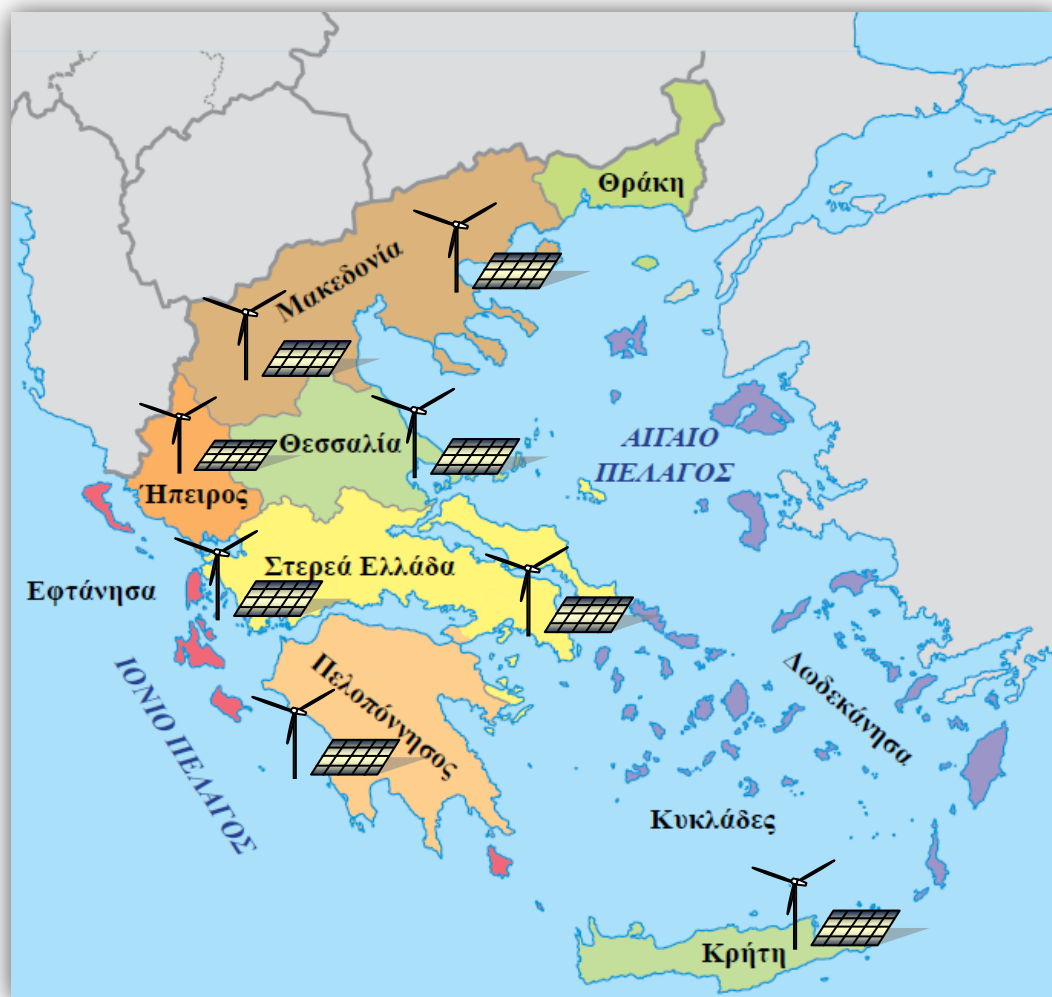 Θράκη
Μακεδονία
Θεσσαλία
ΑΙΓΑΙΟ
ΠΕΛΑΓΟΣ
Ήπειρος
Στερεά Ελλάδα
Εφτάνησα
ΙΟΝΙΟ ΠΕΛΑΓΟΣ
Πελοπόννησος
Δωδεκάνησα
Κυκλάδες
Κρήτη